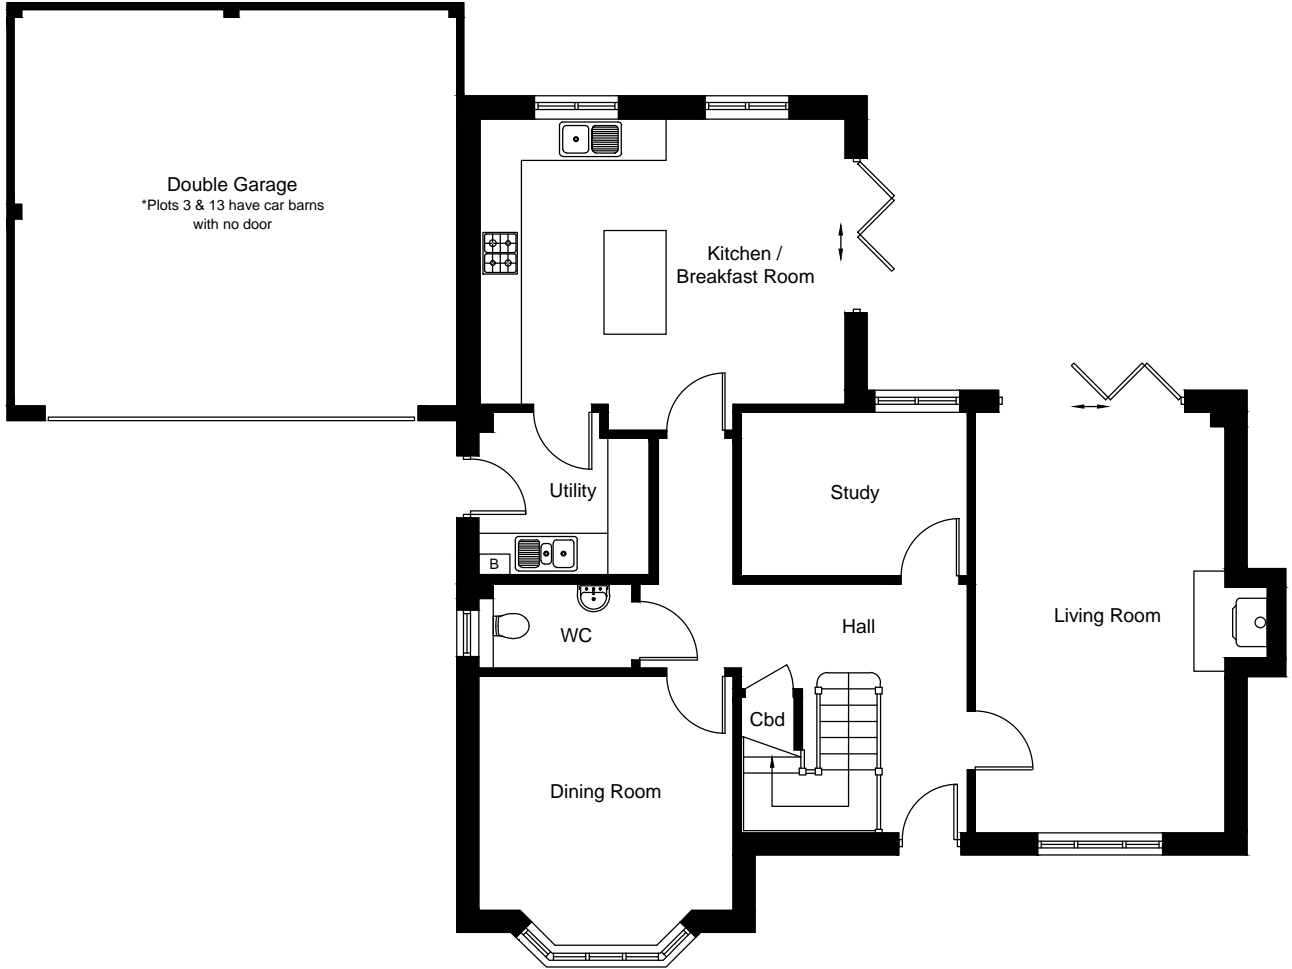 Double Garage
*Plots 3 & 13 have car barns
with no door
Kitchen /
Breakfast Room
Utility
B
Study
WC
Hall
Living Room
Cbd
Dining Room